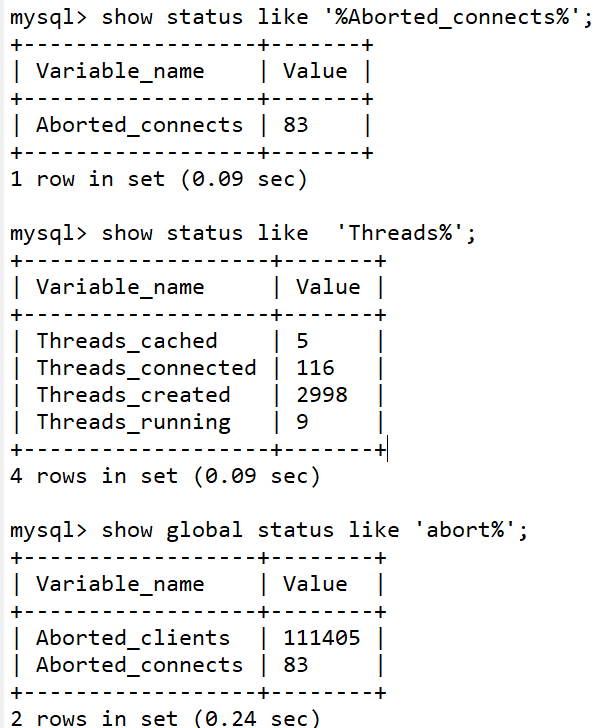 mysql> show status like '%Aborted_connects%';
+------------------+-------+
| Variable_name    | Value |
+------------------+-------+
| Aborted_connects | 83    |
+------------------+-------+
1 row in set (0.09 sec)

mysql> show status like  'Threads%';
+-------------------+-------+
| Variable_name     | Value |
+-------------------+-------+
| Threads_cached    | 5     |
| Threads_connected | 116   |
| Threads_created   | 2998  |
| Threads_running   | 9     |
+-------------------+-------+
4 rows in set (0.09 sec)

mysql> show global status like 'abort%';
+------------------+--------+
| Variable_name    | Value  |
+------------------+--------+
| Aborted_clients  | 111405 |
| Aborted_connects | 83     |
+------------------+--------+
2 rows in set (0.24 sec)